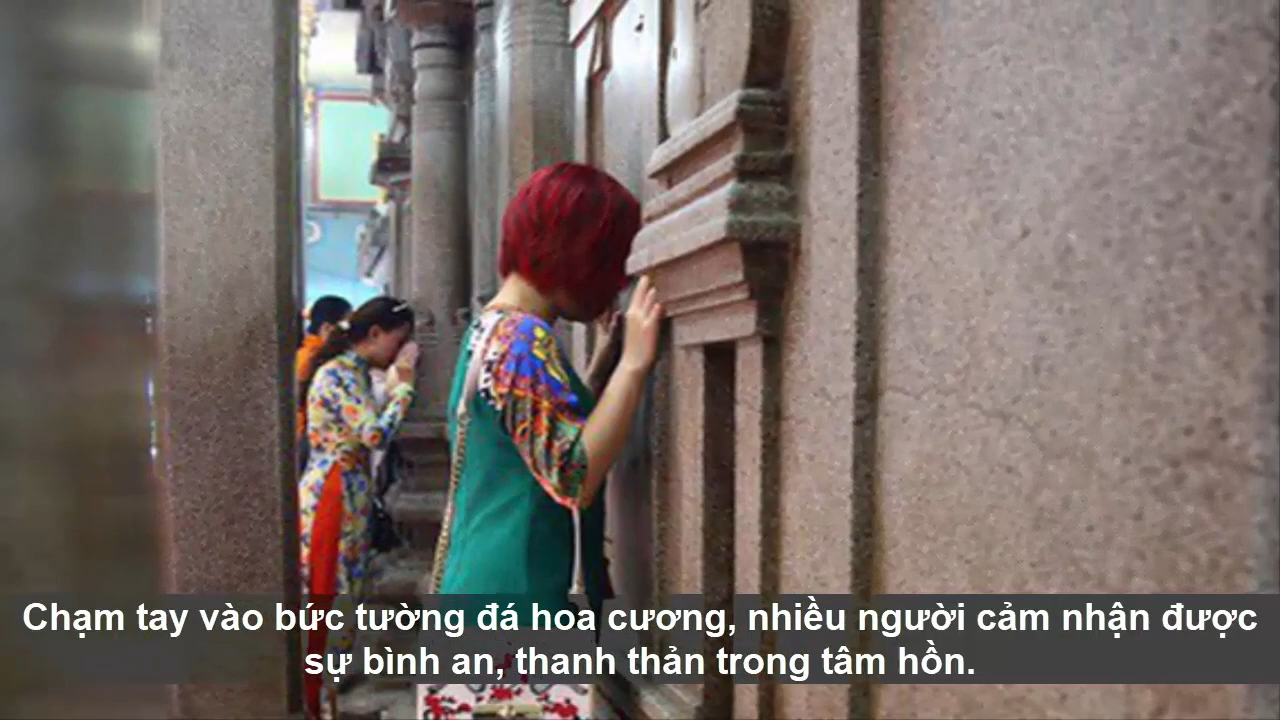 Chạm tay vào bức tường đá hoa cương, nhiều người cảm nhận được
sự bình an, thanh thản trong tâm hồn.